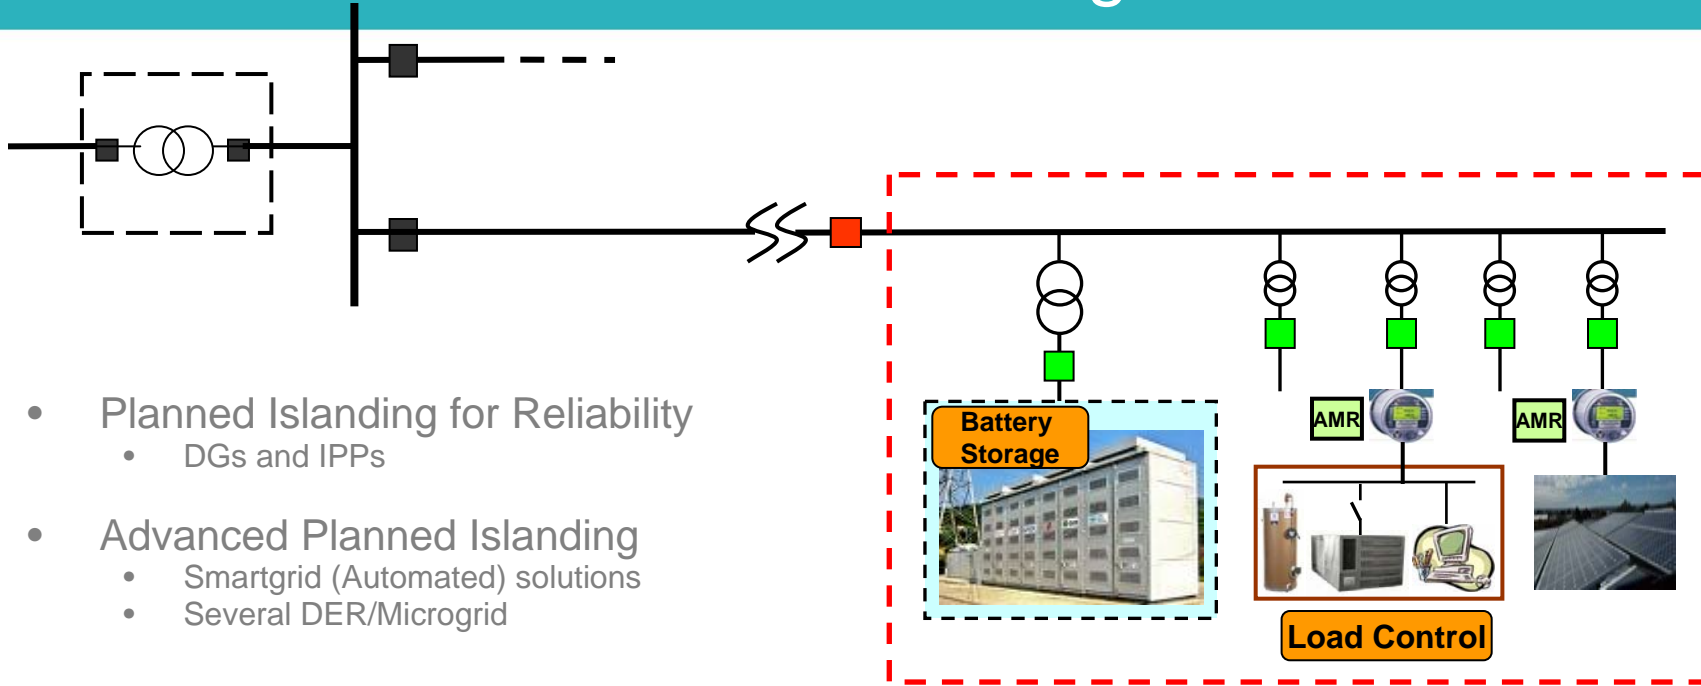 • Planned Islanding for Reliability
• DGs and IPPs
• Advanced Planned Islanding
• Smartgrid (Automated) solutions
• Several DER/Microgrid
Battery
Storage
AMR
AMR
Load Control